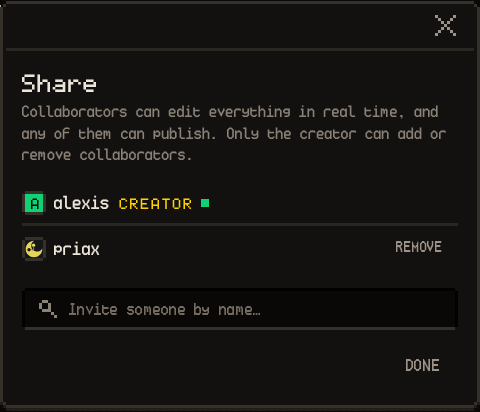 Share
Collaborators can edit everything in real time, and
any of them can publish. Only the creator can add or
remove collaborators.
A alexis CREATOR
priax REMOVE
Invite someone by name…
DONE